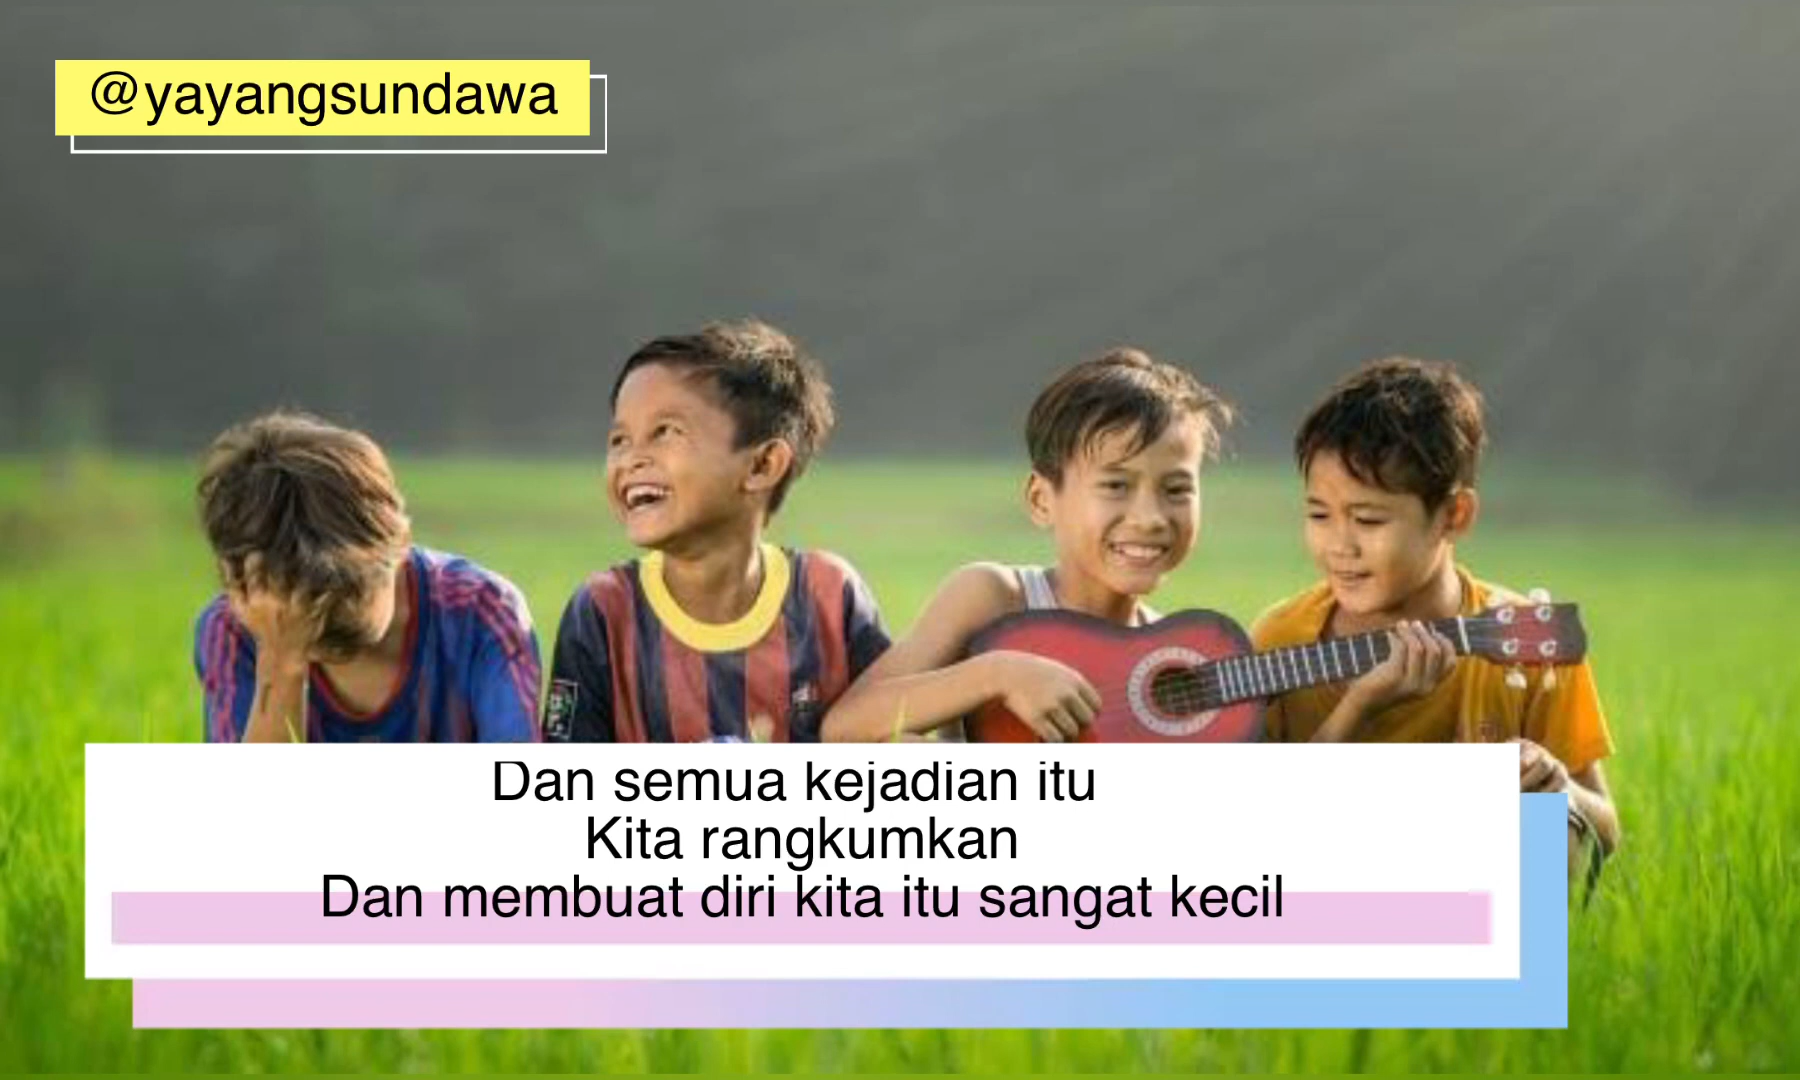 @yayangsundawa
Dan semua kejadian itu
Kita rangkumkan
Dan membuat diri kita itu sangat kecil